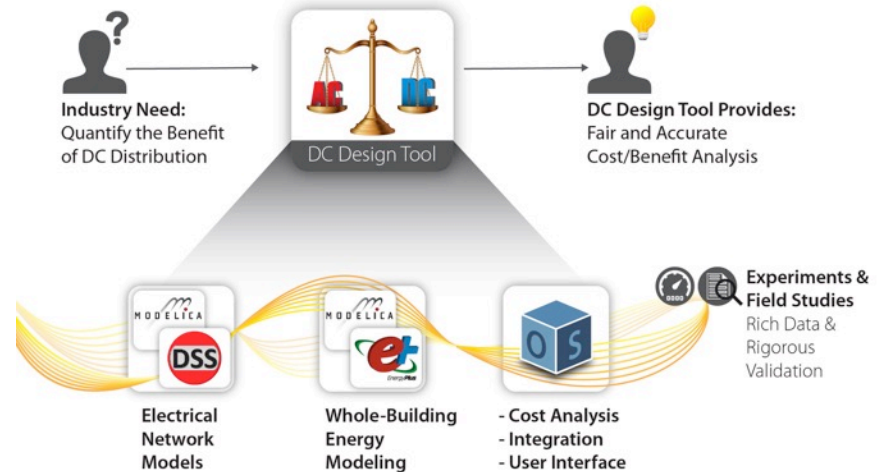 ?
Industry Need:
Quantify the Benefit
of DC Distribution
AC DC
DC Design Tool
DC Design Tool Provides:
Fair and Accurate
Cost/Benefit Analysis
MODELICA
DSS
Electrical
Network
Models
MODELICA
e+
EnergyPlus
Whole-Building
Energy
Modeling
O S
- Cost Analysis
- Integration
- User Interface
Experiments &
Field Studies
Rich Data &
Rigorous
Validation